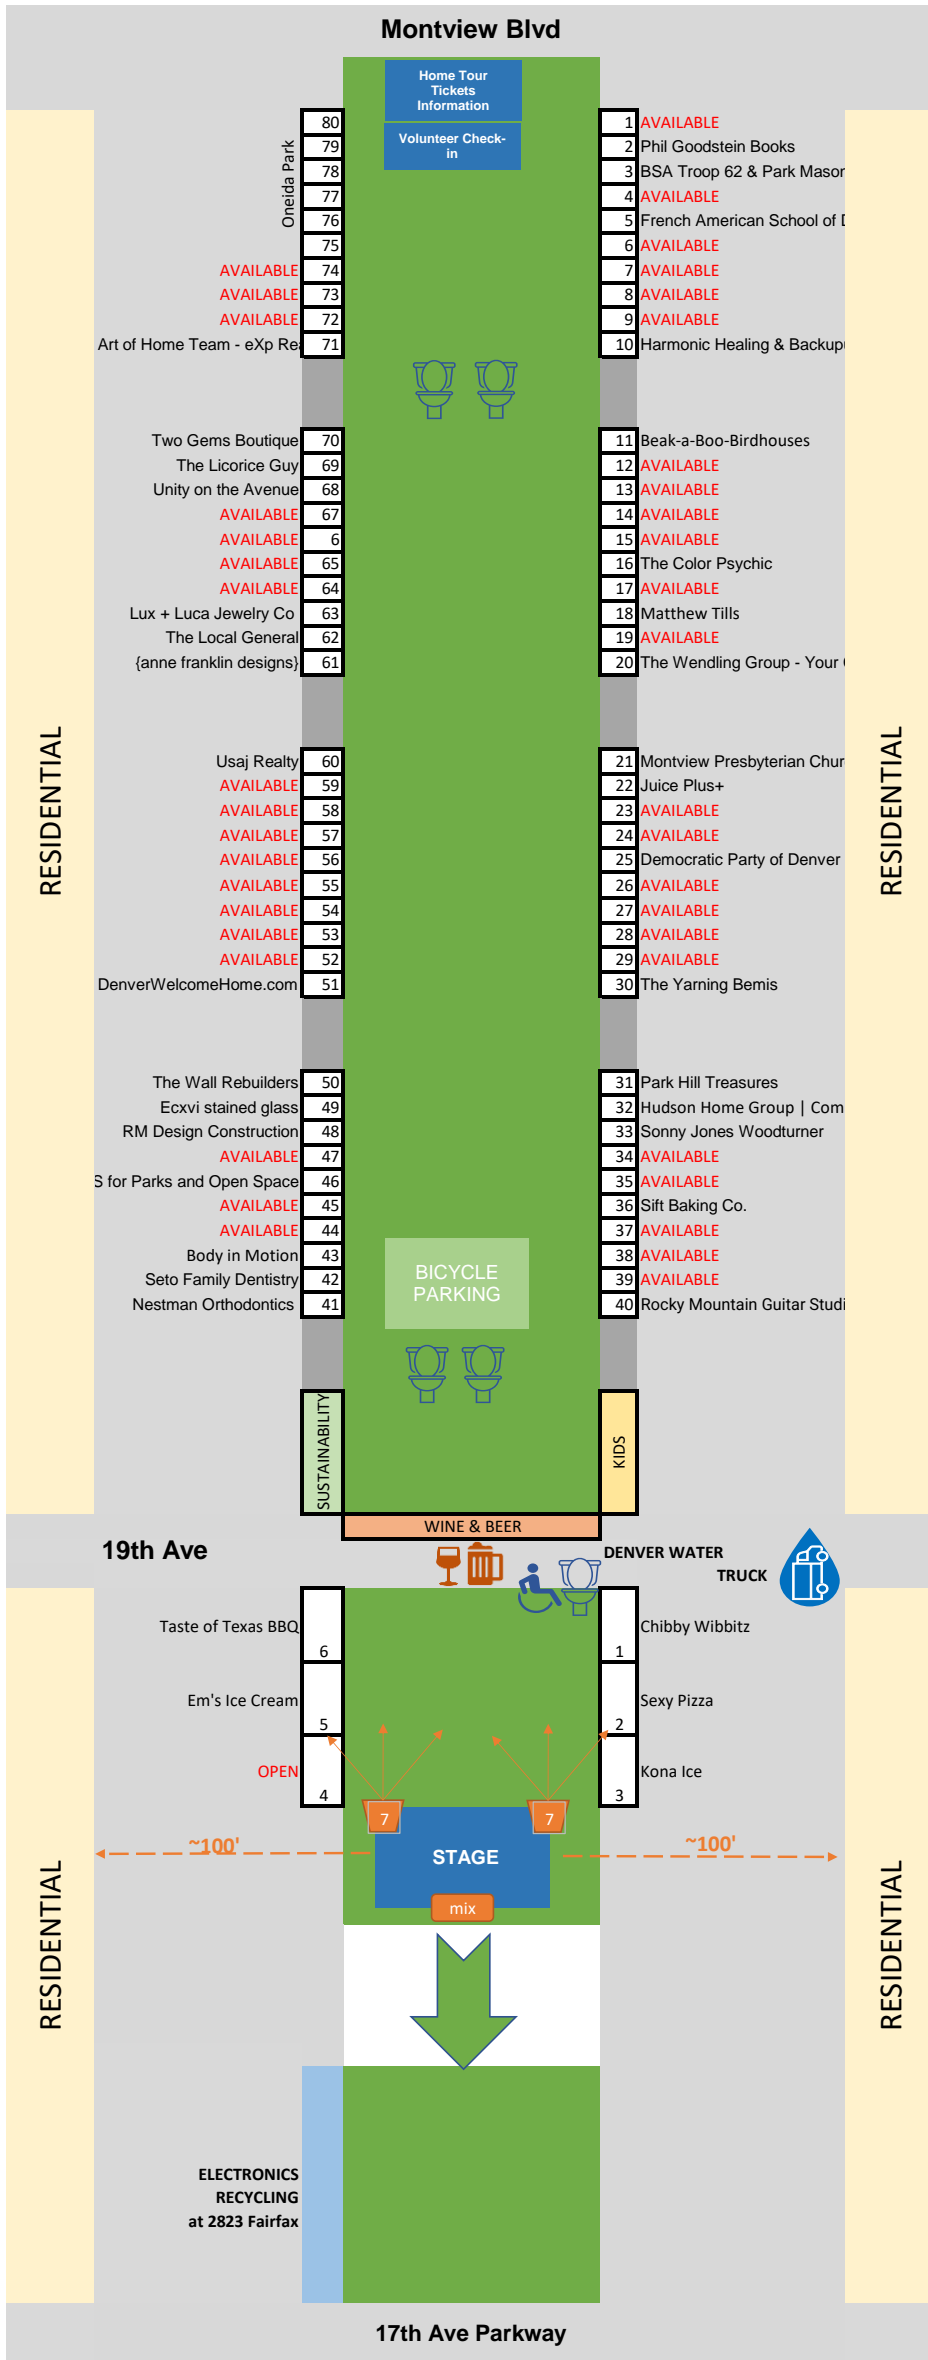 Montview Blvd
Home Tour
Tickets
Information
Volunteer Check-
in
Oneida Park
80
79
78
77
76
75
AVAILABLE 74
AVAILABLE 73
AVAILABLE 72
Art of Home Team - eXp Rea 71
1 AVAILABLE
2 Phil Goodstein Books
3 BSA Troop 62 & Park Mason
4 AVAILABLE
5 French American School of D
6 AVAILABLE
7 AVAILABLE
8 AVAILABLE
9 AVAILABLE
10 Harmonic Healing & Backup
Two Gems Boutique 70
The Licorice Guy 69
Unity on the Avenue 68
AVAILABLE 67
AVAILABLE 6
AVAILABLE 65
AVAILABLE 64
Lux + Luca Jewelry Co 63
The Local General 62
{anne franklin designs} 61
11 Beak-a-Boo-Birdhouses
12 AVAILABLE
13 AVAILABLE
14 AVAILABLE
15 AVAILABLE
16 The Color Psychic
17 AVAILABLE
18 Matthew Tills
19 AVAILABLE
20 The Wendling Group - Your
RESIDENTIAL
RESIDENTIAL
Usaj Realty 60
AVAILABLE 59
AVAILABLE 58
AVAILABLE 57
AVAILABLE 56
AVAILABLE 55
AVAILABLE 54
AVAILABLE 53
AVAILABLE 52
DenverWelcomeHome.com 51
21 Montview Presbyterian Chur
22 Juice Plus+
23 AVAILABLE
24 AVAILABLE
25 Democratic Party of Denver
26 AVAILABLE
27 AVAILABLE
28 AVAILABLE
29 AVAILABLE
30 The Yarning Bemis
The Wall Rebuilders 50
Ecxvi stained glass 49
RM Design Construction 48
AVAILABLE 47
S for Parks and Open Space 46
AVAILABLE 45
AVAILABLE 44
Body in Motion 43
Seto Family Dentistry 42
Nestman Orthodontics 41
31 Park Hill Treasures
32 Hudson Home Group | Com
33 Sonny Jones Woodturner
34 AVAILABLE
35 AVAILABLE
36 Sift Baking Co.
37 AVAILABLE
38 AVAILABLE
39 AVAILABLE
40 Rocky Mountain Guitar Studi
BICYCLE
PARKING
SUSTAINABILITY
KIDS
WINE & BEER
19th Ave
DENVER WATER
TRUCK
Taste of Texas BBQ
6
Em's Ice Cream
5
OPEN
4
Chibby Wibbitz
1
Sexy Pizza
2
Kona Ice
3
7
7
~100'
~100'
STAGE
mix
RESIDENTIAL
RESIDENTIAL
ELECTRONICS
RECYCLING
at 2823 Fairfax
17th Ave Parkway